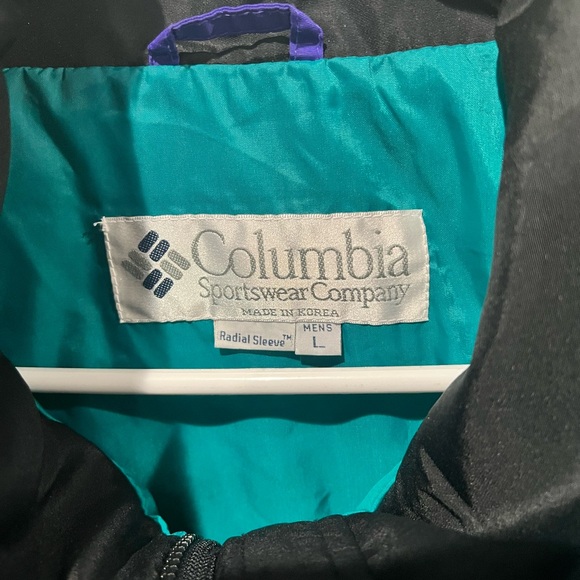 Columbia
Sportswear Company
MADE IN KOREA
Radial Sleeve™
MENS
L